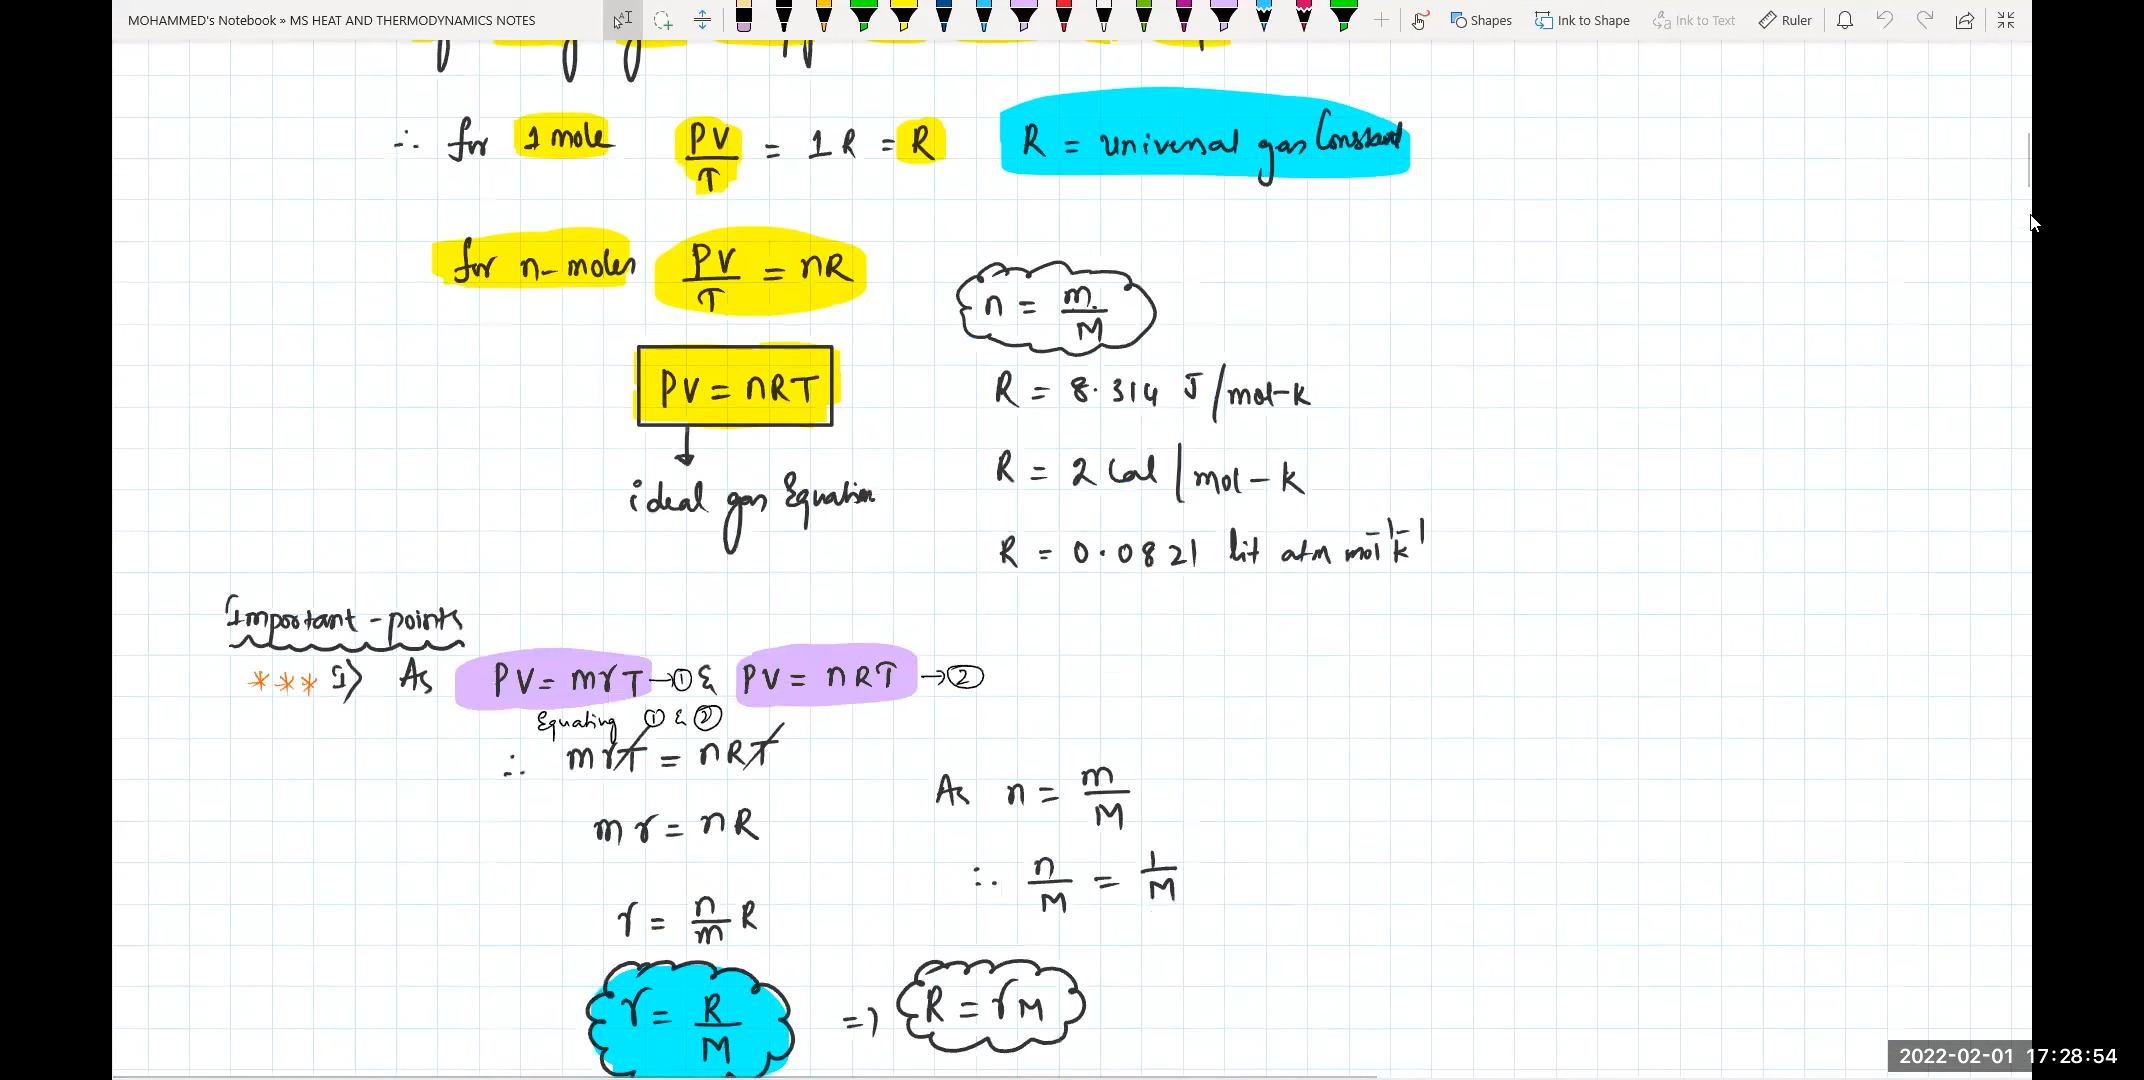 MOHAMMED's Notebook » MS HEAT AND THERMODYNAMICS NOTES
Shapes Ink to Shape Ink to Text Ruler
∴ for 1 mole PV/T = 1R = R R = universal gas Constant
for n-moles PV/T = nR
n = m/M
PV = nRT
R = 8.314 J/mol-K
ideal gas Equation
R = 2 Cal/mol-K
R = 0.0821 lit atm mol⁻¹K⁻¹
Important-points
*** 1) As PV = mrT → ① & PV = nRT → ②
Equating ① & ②
∴ mrT = nRT
As n = m/M
mr = nR
∴ n/M = 1/M
r = n/m R
r = R/M => R = rM
2022-02-01 17:28:54